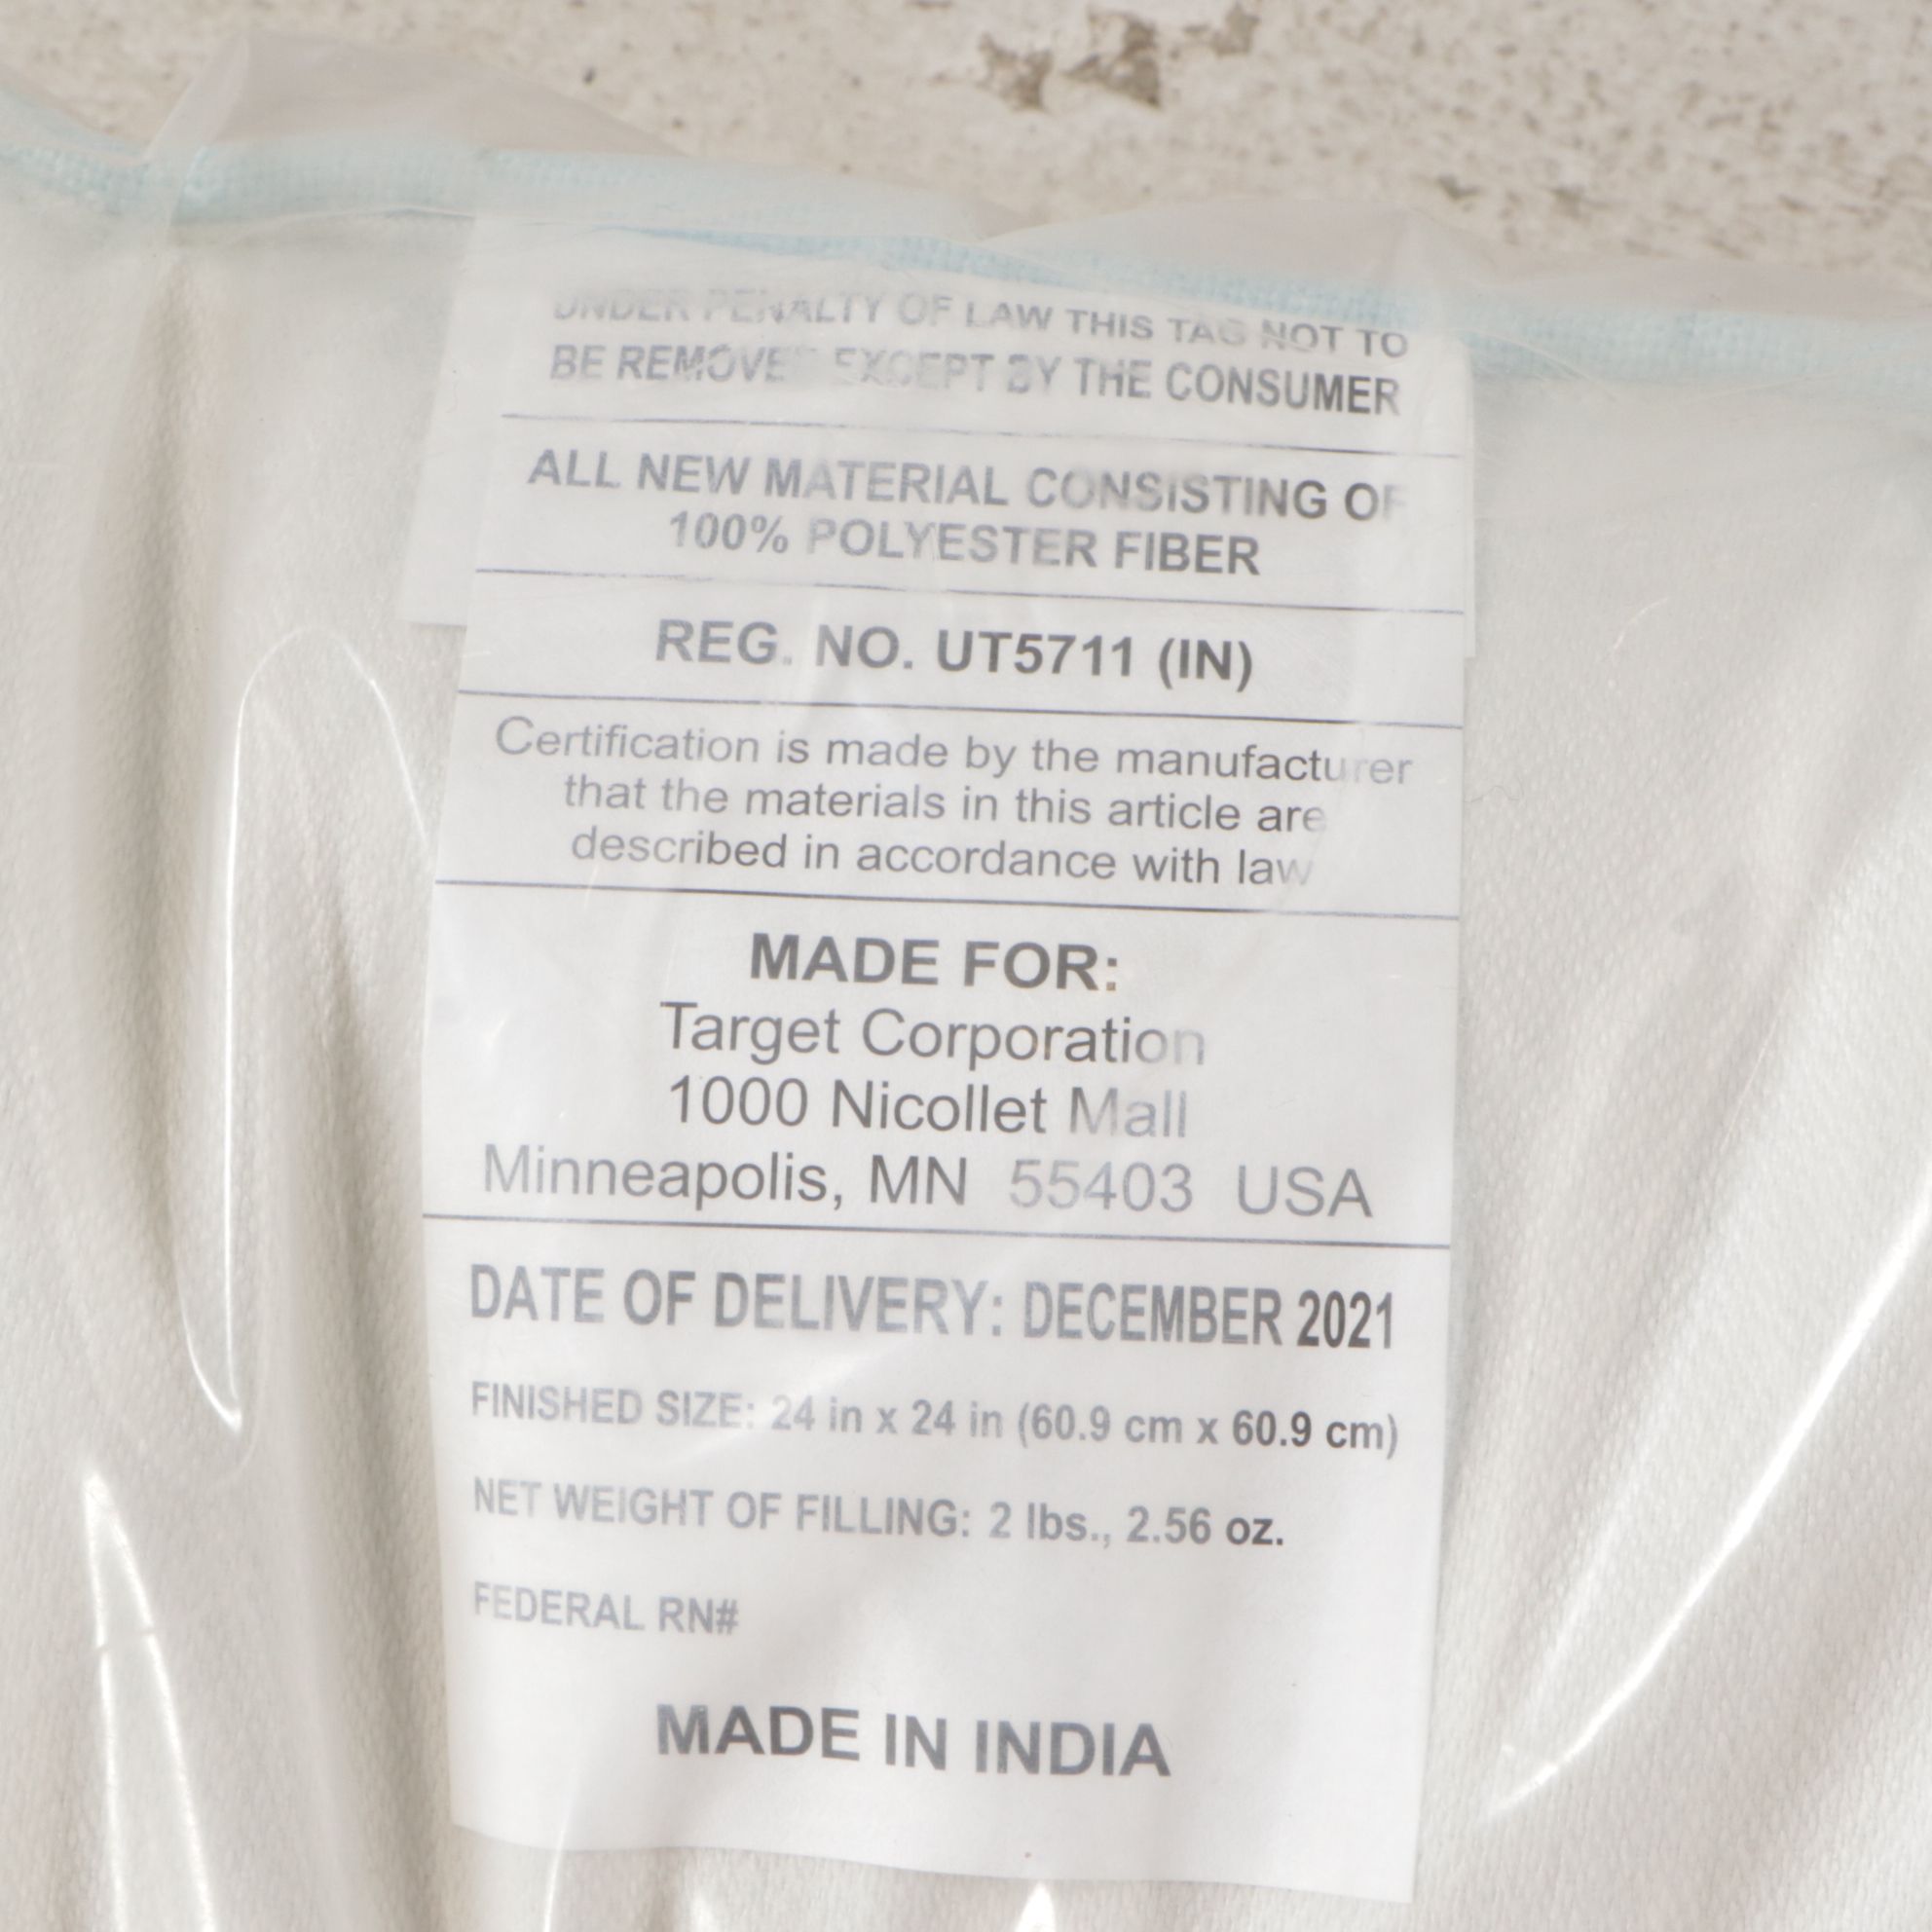 UNDER PENALTY OF LAW THIS TAG NOT TO
BE REMOVED EXCEPT BY THE CONSUMER
ALL NEW MATERIAL CONSISTING OF
100% POLYESTER FIBER
REG. NO. UT5711 (IN)
Certification is made by the manufacturer
that the materials in this article are
described in accordance with law
MADE FOR:
Target Corporation
1000 Nicollet Mall
Minneapolis, MN 55403 USA
DATE OF DELIVERY: DECEMBER 2021
FINISHED SIZE: 24 in x 24 in (60.9 cm x 60.9 cm)
NET WEIGHT OF FILLING: 2 lbs., 2.56 oz.
FEDERAL RN#
MADE IN INDIA